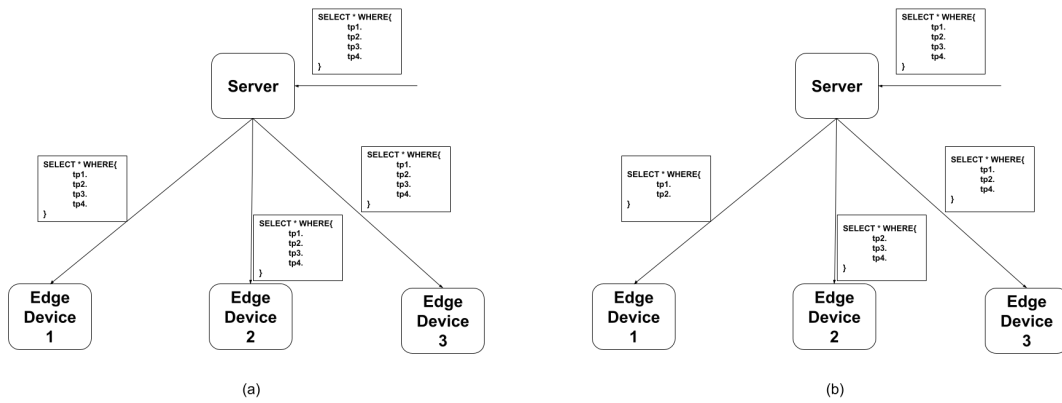 SELECT * WHERE{
tp1.
tp2.
tp3.
tp4.
}
Server
SELECT * WHERE{
tp1.
tp2.
tp3.
tp4.
}
SELECT * WHERE{
tp1.
tp2.
tp3.
tp4.
}
SELECT * WHERE{
tp1.
tp2.
tp3.
tp4.
}
Edge
Device
1
Edge
Device
2
Edge
Device
3
(a)
SELECT * WHERE{
tp1.
tp2.
tp3.
tp4.
}
Server
SELECT * WHERE{
tp1.
tp2.
}
SELECT * WHERE{
tp2.
tp3.
tp4.
}
SELECT * WHERE{
tp1.
tp2.
tp4.
}
Edge
Device
1
Edge
Device
2
Edge
Device
3
(b)